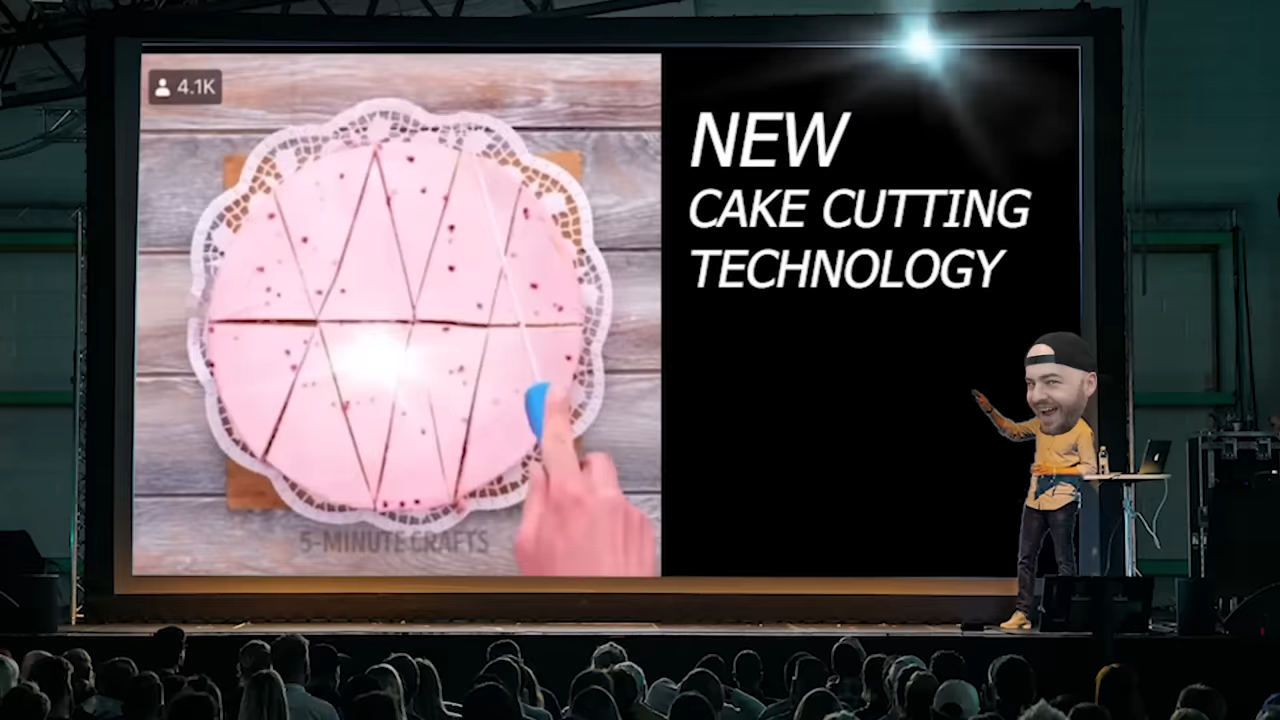 4.1K
NEW
CAKE CUTTING
TECHNOLOGY
5-MINUTE CRAFTS